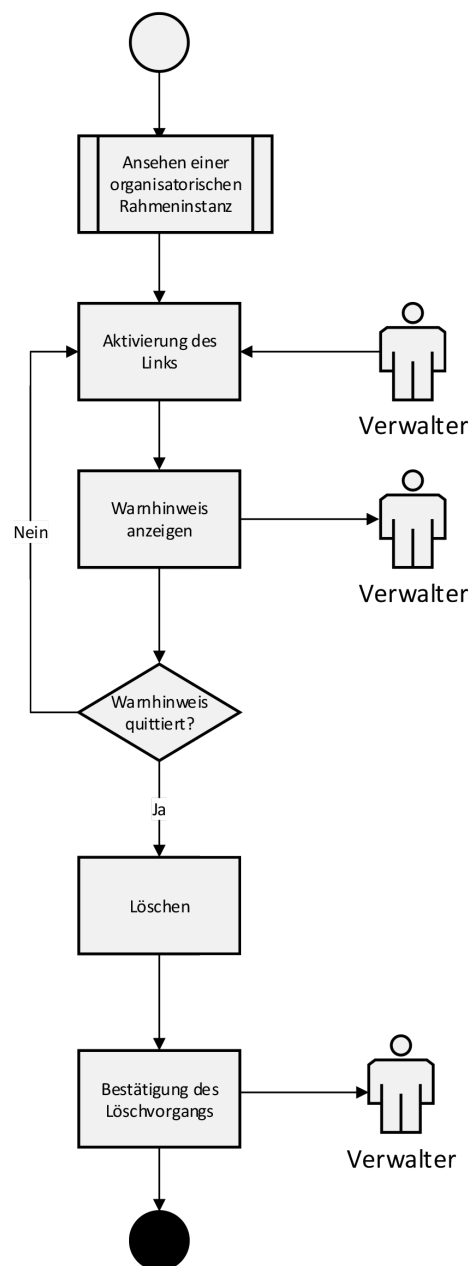 Ansehen einer
organisatorischen
Rahmeninstanz
Aktivierung des
Links
Verwalter
Warnhinweis
anzeigen
Verwalter
Nein
Warnhinweis
quittiert?
Ja
Löschen
Bestätigung des
Löschvorgangs
Verwalter